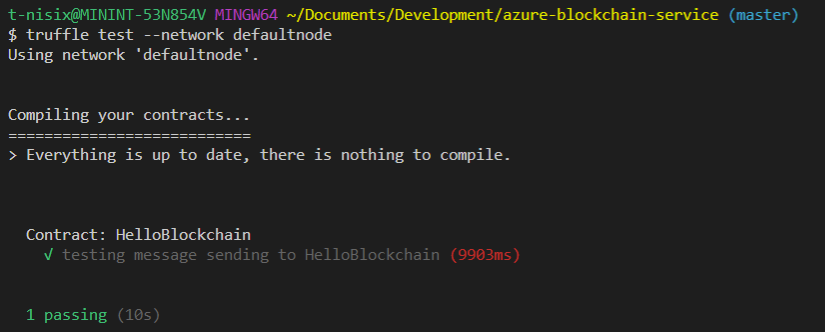 t-nisix@MININT-53N854V MINGW64 ~/Documents/Development/azure-blockchain-service (master)
$ truffle test --network defaultnode
Using network 'defaultnode'.
Compiling your contracts...
===========================
> Everything is up to date, there is nothing to compile.
Contract: HelloBlockchain
√ testing message sending to HelloBlockchain (9903ms)
1 passing (10s)